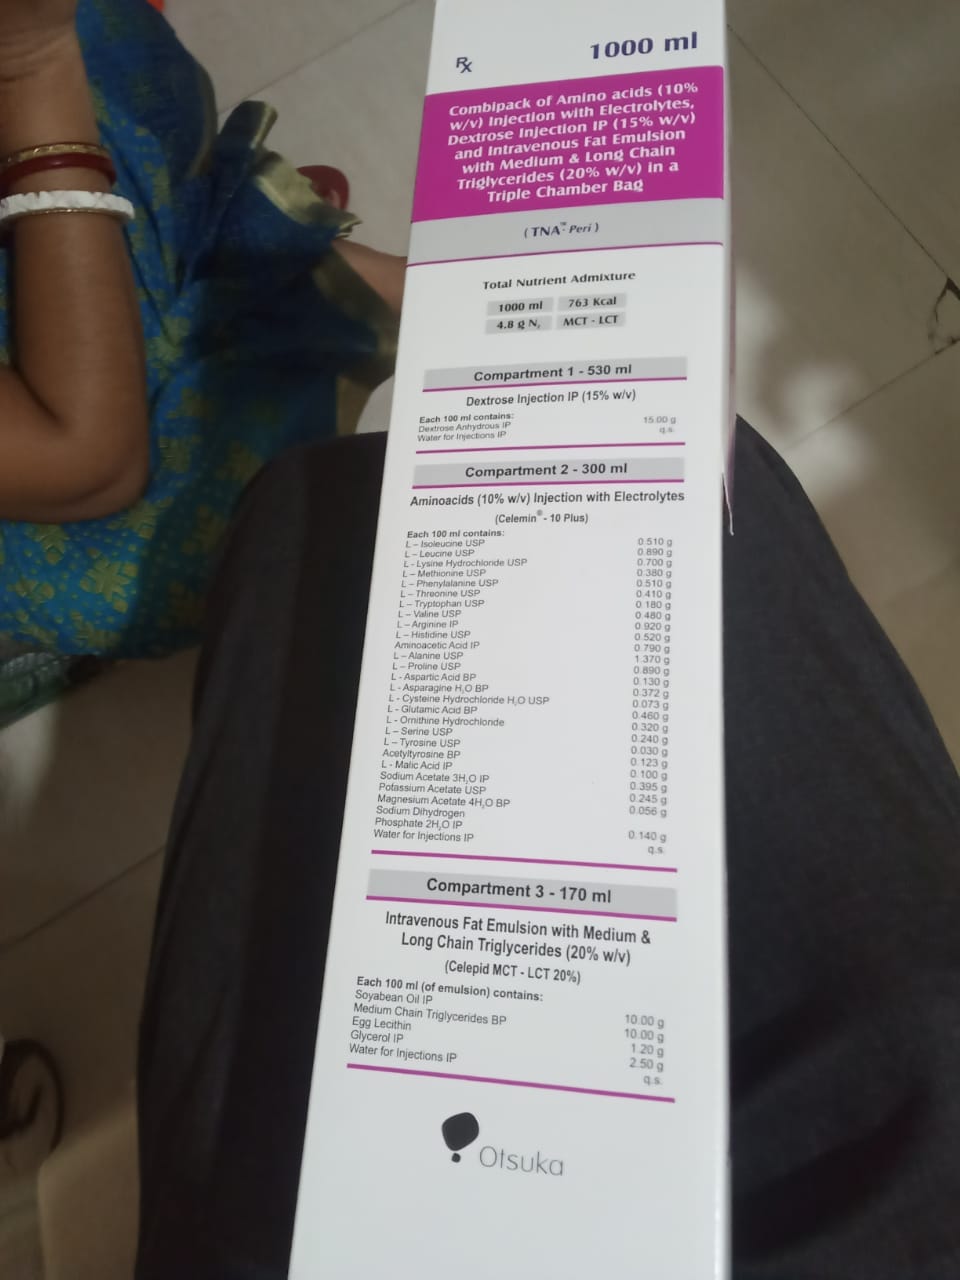 Rx
1000 ml
Combipack of Amino acids (10%
w/v) Injection with Electrolytes,
Dextrose Injection IP (15% w/v)
and Intravenous Fat Emulsion
with Medium & Long Chain
Triglycerides (20% w/v) in a
Triple Chamber Bag
(TNA™-Peri)
Total Nutrient Admixture
1000 ml 763 Kcal
4.8 g N₂ MCT - LCT
Compartment 1 - 530 ml
Dextrose Injection IP (15% w/v)
Each 100 ml contains:
Dextrose Anhydrous IP 15.00 g
Water for Injections IP q.s.
Compartment 2 - 300 ml
Aminoacids (10% w/v) Injection with Electrolytes
(Celemin® - 10 Plus)
Each 100 ml contains:
L – Isoleucine USP 0.510 g
L – Leucine USP 0.890 g
L - Lysine Hydrochloride USP 0.700 g
L – Methionine USP 0.380 g
L – Phenylalanine USP 0.510 g
L – Threonine USP 0.410 g
L – Tryptophan USP 0.180 g
L – Valine USP 0.480 g
L – Arginine IP 0.920 g
L – Histidine USP 0.520 g
Aminoacetic Acid IP 0.790 g
L – Alanine USP 1.370 g
L – Proline USP 0.890 g
L - Aspartic Acid BP 0.130 g
L - Asparagine H₂O BP 0.372 g
L - Cysteine Hydrochloride H₂O USP 0.073 g
L - Glutamic Acid BP 0.460 g
L - Ornithine Hydrochloride 0.320 g
L – Serine USP 0.240 g
L – Tyrosine USP 0.030 g
Acetyltyrosine BP 0.123 g
L - Malic Acid IP 0.100 g
Sodium Acetate 3H₂O IP 0.395 g
Potassium Acetate USP 0.245 g
Magnesium Acetate 4H₂O BP 0.056 g
Sodium Dihydrogen
Phosphate 2H₂O IP 0.140 g
Water for Injections IP q.s.
Compartment 3 - 170 ml
Intravenous Fat Emulsion with Medium &
Long Chain Triglycerides (20% w/v)
(Celepid MCT - LCT 20%)
Each 100 ml (of emulsion) contains:
Soyabean Oil IP 10.00 g
Medium Chain Triglycerides BP 10.00 g
Egg Lecithin 1.20 g
Glycerol IP 2.50 g
Water for Injections IP q.s.
Otsuka